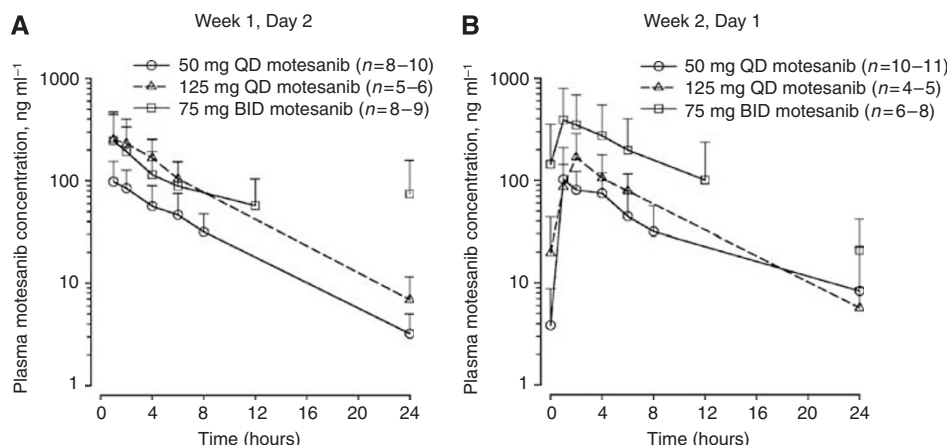 A
Week 1, Day 2
50 mg QD motesanib (n=8–10)
125 mg QD motesanib (n=5–6)
75 mg BID motesanib (n=8–9)
Plasma motesanib concentration, ng ml⁻¹
1000
100
10
1
0 4 8 12 16 20 24
Time (hours)
B
Week 2, Day 1
50 mg QD motesanib (n=10–11)
125 mg QD motesanib (n=4–5)
75 mg BID motesanib (n=6–8)
Plasma motesanib concentration, ng ml⁻¹
1000
100
10
1
0 4 8 12 16 20 24
Time (hours)